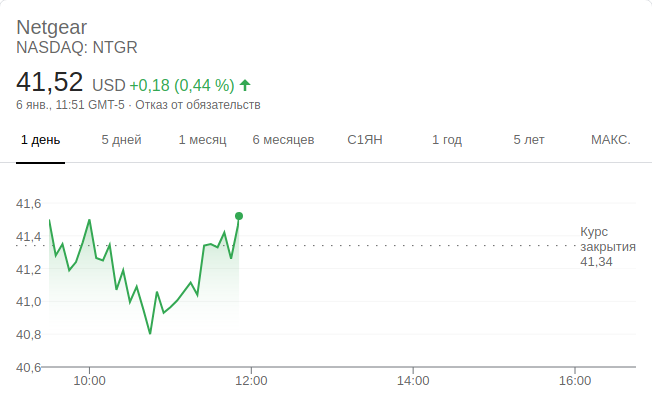 Netgear
NASDAQ: NTGR
41,52 USD +0,18 (0,44 %)
6 янв., 11:51 GMT-5 · Отказ от обязательств
1 день 5 дней 1 месяц 6 месяцев С1ЯН 1 год 5 лет МАКС.
41,6
41,4
41,2
41,0
40,8
40,6
Курс
закрытия
41,34
10:00 12:00 14:00 16:00